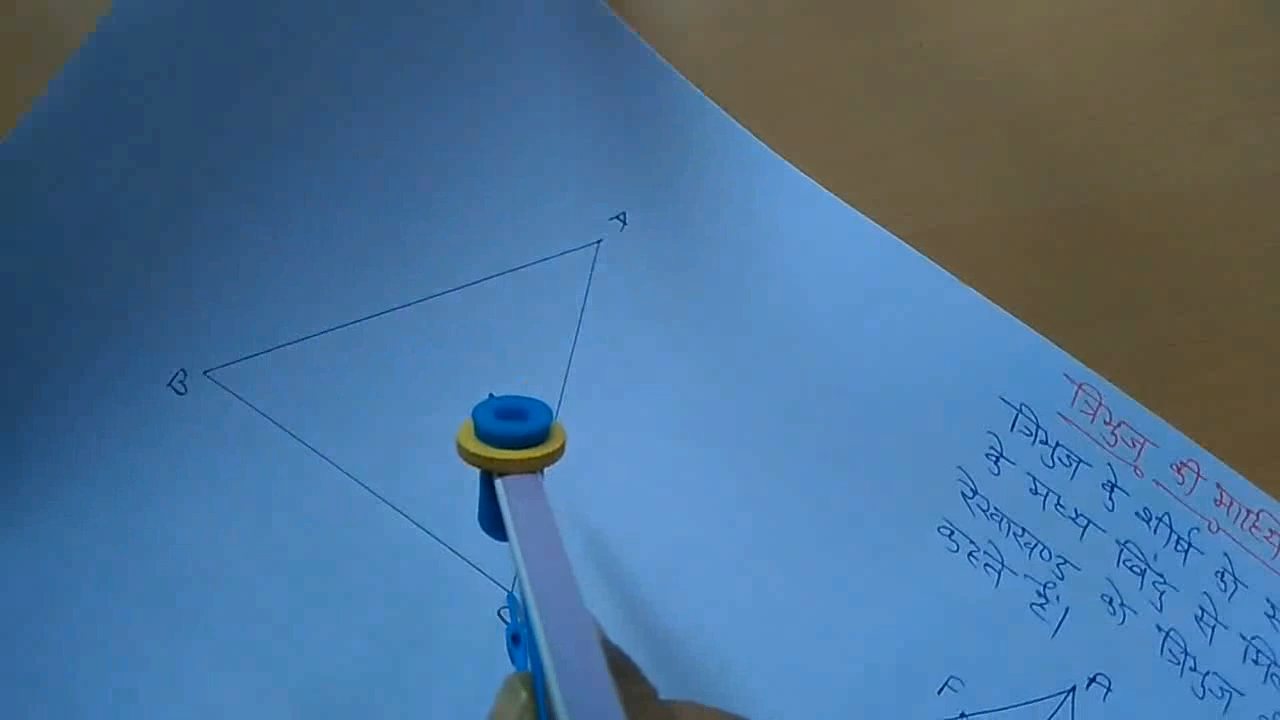 A
B
त्रिभुज की
त्रिभुज के शीर्ष को
के मध्य बिंदु से
रेखाखण्ड को त्रिभुज
कहते हैं।
F A